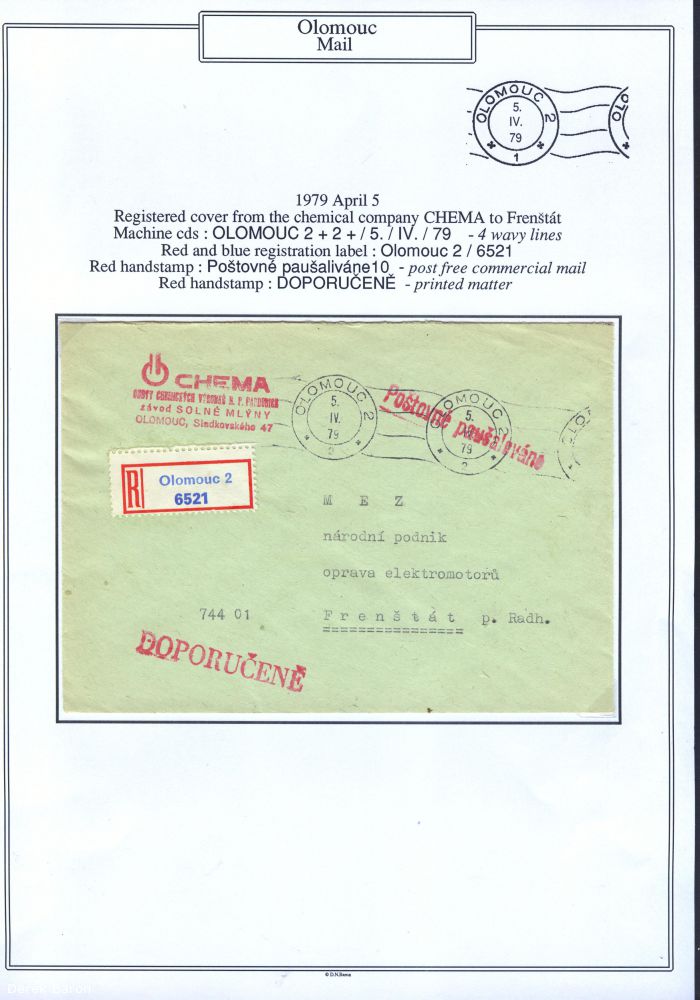 Olomouc
Mail
OLOMOUC 2
5.
IV.
79
1
1979 April 5
Registered cover from the chemical company CHEMA to Frenštát
Machine cds : OLOMOUC 2 + 2 + / 5. / IV. / 79 - 4 wavy lines
Red and blue registration label : Olomouc 2 / 6521
Red handstamp : Poštovné paušaliváne10 - post free commercial mail
Red handstamp : DOPORUČENĚ - printed matter
CHEMA
N. P. PARDUBICE
závod SOLNÉ MLÝNY
OLOMOUC, Sladkovského 47
OLOMOUC 2
5.
IV.
79
2
Poštovné paušalováno
5.
79
2
R
Olomouc 2
6521
M E Z
národní podnik
oprava elektromotorů
744 01
Frenštát p. Radh.
DOPORUČENĚ
Derek Baron